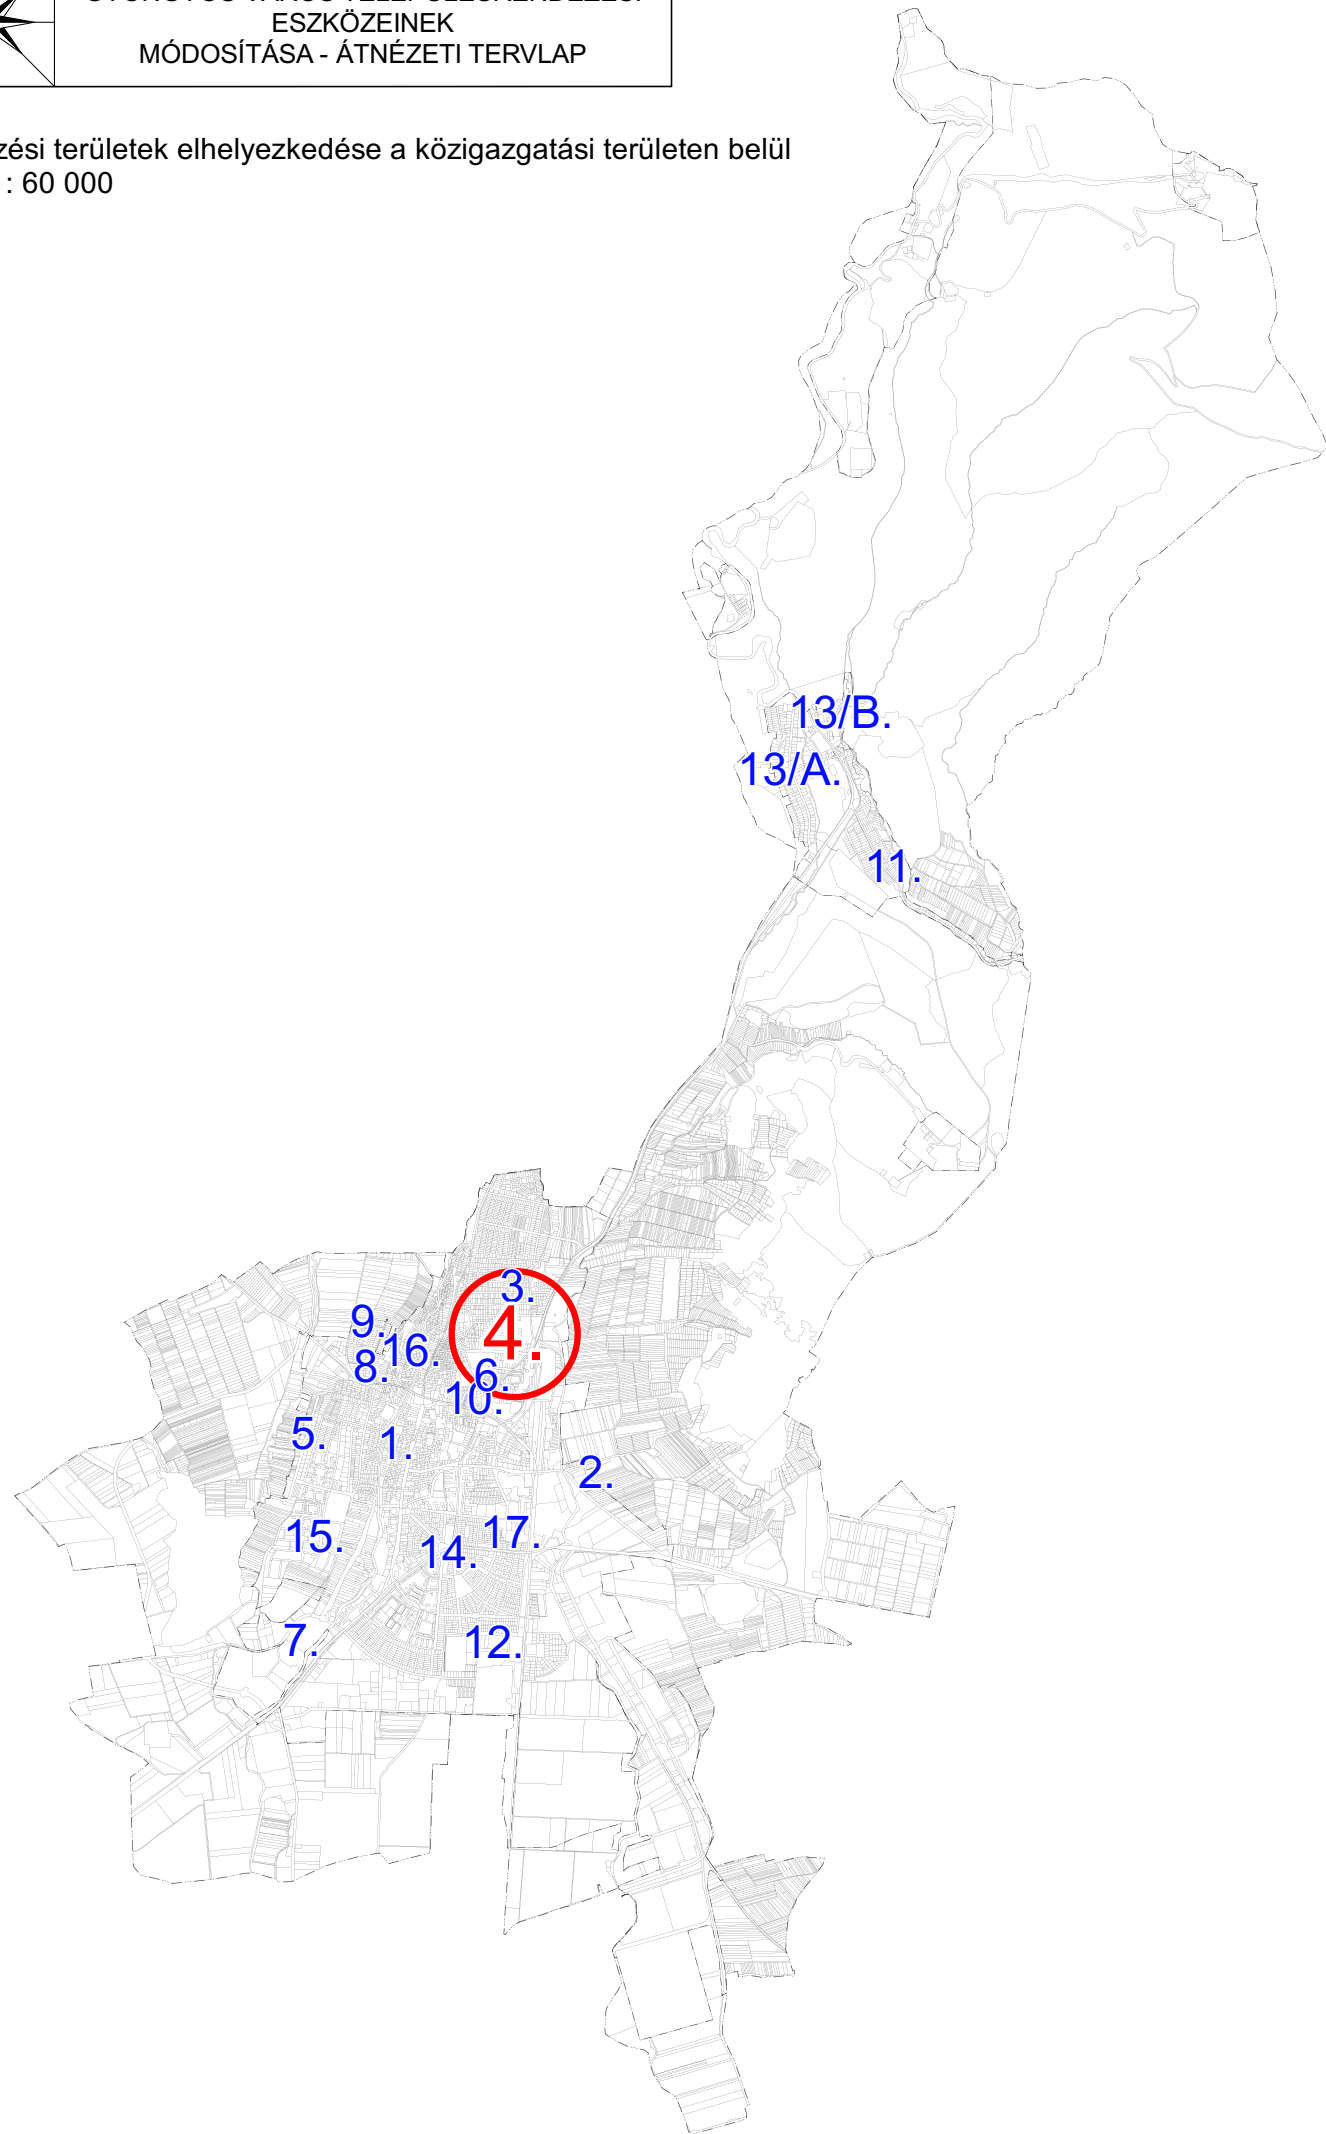 ESZKÖZEINEK
MÓDOSÍTÁSA - ÁTNÉZETI TERVLAP
zési területek elhelyezkedése a közigazgatási területen belül
: 60 000
13/B.
13/A.
11.
3.
4.
9.
16.
8.
6.
10.
5.
1.
2.
17.
15.
14.
7.
12.